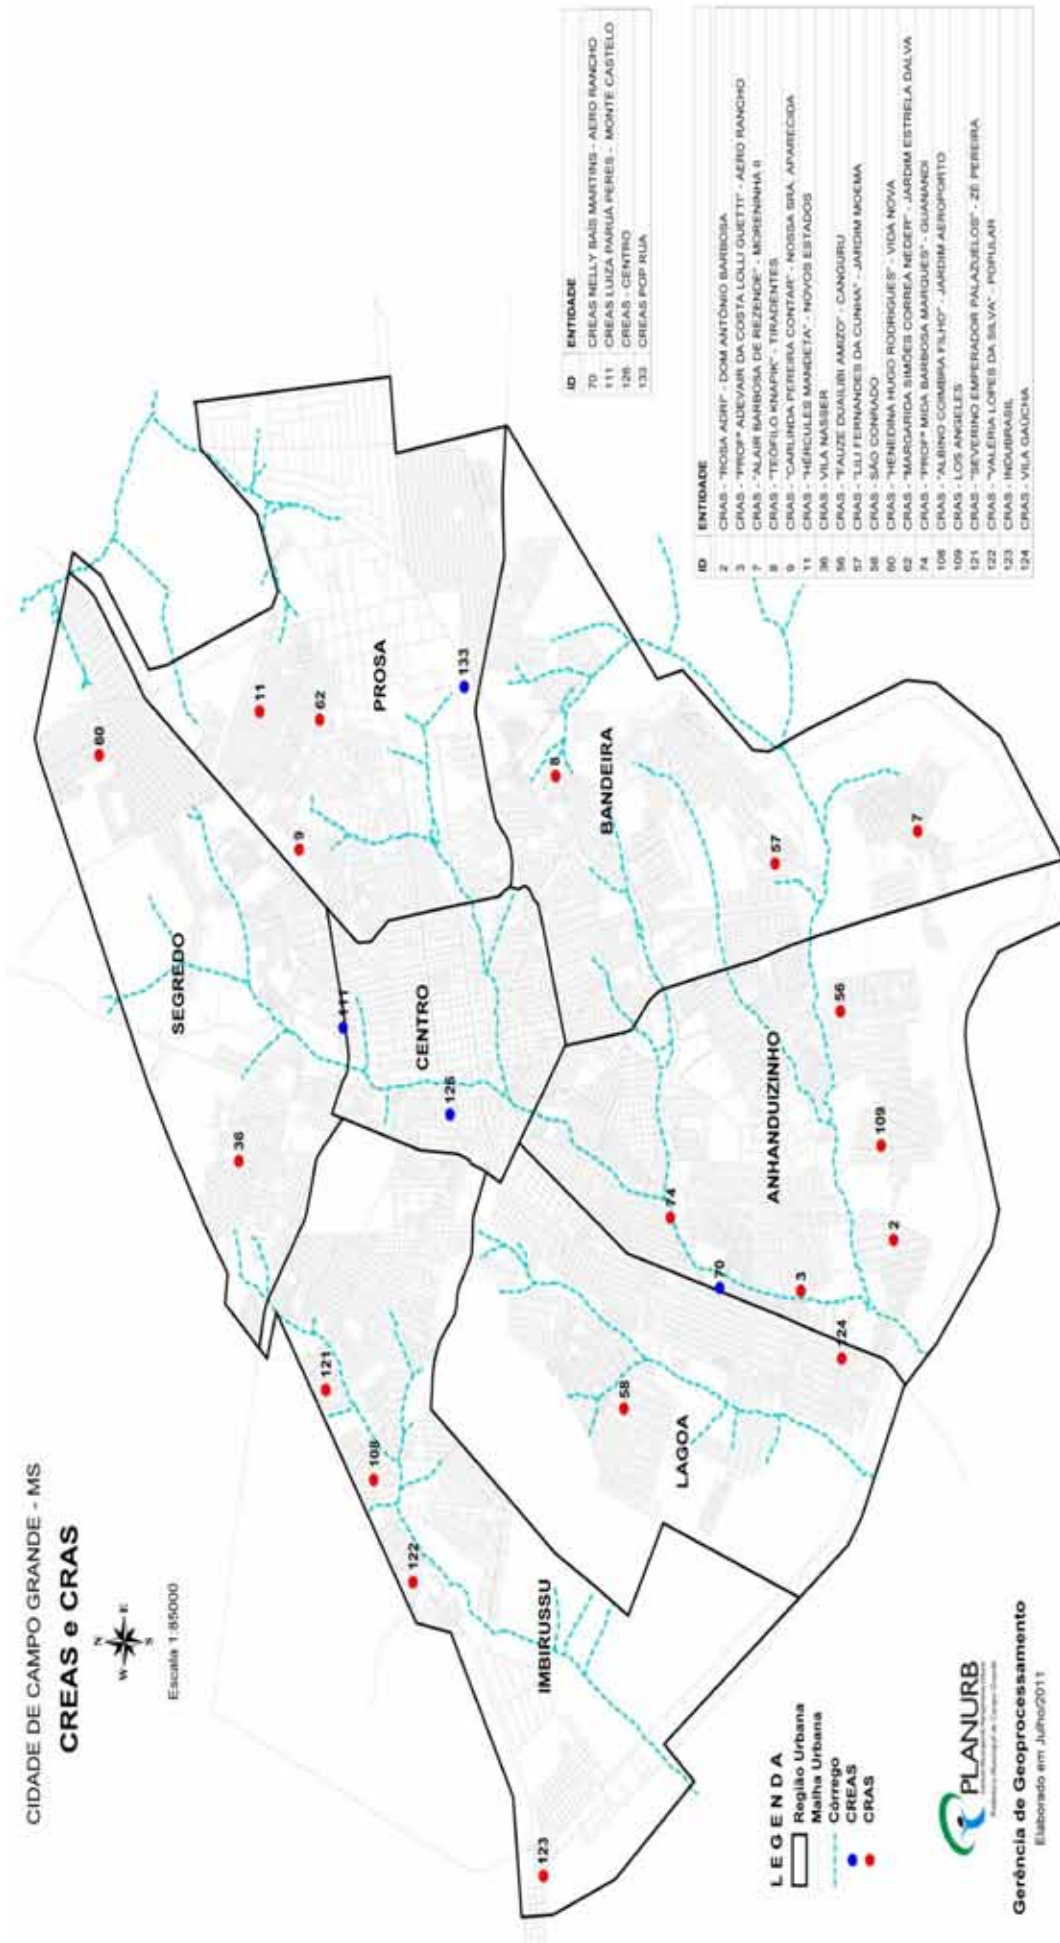 CIDADE DE CAMPO GRANDE - MS
CREAS e CRAS
N
W
E
S
Escala 1:85000
ID ENTIDADE
70 CREAS NELLY BAÍS MARTINS - AERO RANCHO
111 CREAS LUIZA PARUÁ PERES - MONTE CASTELO
126 CREAS - CENTRO
133 CREAS POP RUA
ID ENTIDADE
2 CRAS - "ROSA ADRI" - DOM ANTÔNIO BARBOSA
3 CRAS - "PROFª ADEVAIR DA COSTA LOLLI GUETTI" - AERO RANCHO
7 CRAS - "ALAIR BARBOSA DE REZENDE" - MORENINHA II
8 CRAS - "TEÓFILO KNAPIK" - TIRADENTES
9 CRAS - "CARLINDA PEREIRA CONTAR" - NOSSA SRA. APARECIDA
11 CRAS - "HÉRCULES MANDETA" - NOVOS ESTADOS
36 CRAS - VILA NASSER
56 CRAS - "FAUZE DUAILIBI AMIZO" - CANGURU
57 CRAS - "LILI FERNANDES DA CUNHA" - JARDIM MOEMA
58 CRAS - SÃO CONRADO
60 CRAS - "HENEDINA HUGO RODRIGUES" - VIDA NOVA
62 CRAS - "MARGARIDA SIMÕES CORREA NEDER" - JARDIM ESTRELA DALVA
74 CRAS - "PROFª MIDA BARBOSA MARQUES" - GUANANDI
108 CRAS - "ALBINO COIMBRA FILHO" - JARDIM AEROPORTO
109 CRAS - LOS ANGELES
121 CRAS - "SEVERINO EMPERADOR PALAZUELOS" - ZÉ PEREIRA
122 CRAS - "VALÉRIA LOPES DA SILVA" - POPULAR
123 CRAS - INDUBRASIL
124 CRAS - VILA GAÚCHA
60
11
62
9
PROSA
133
SEGREDO
36
111
CENTRO
126
8
BANDEIRA
57
7
56
ANHANDUIZINHO
109
2
74
70
3
124
58
LAGOA
121
108
122
IMBIRUSSU
123
LEGENDA
Região Urbana
Malha Urbana
Córrego
CREAS
CRAS
PLANURB
Gerência de Geoprocessamento
Elaborado em Julho/2011